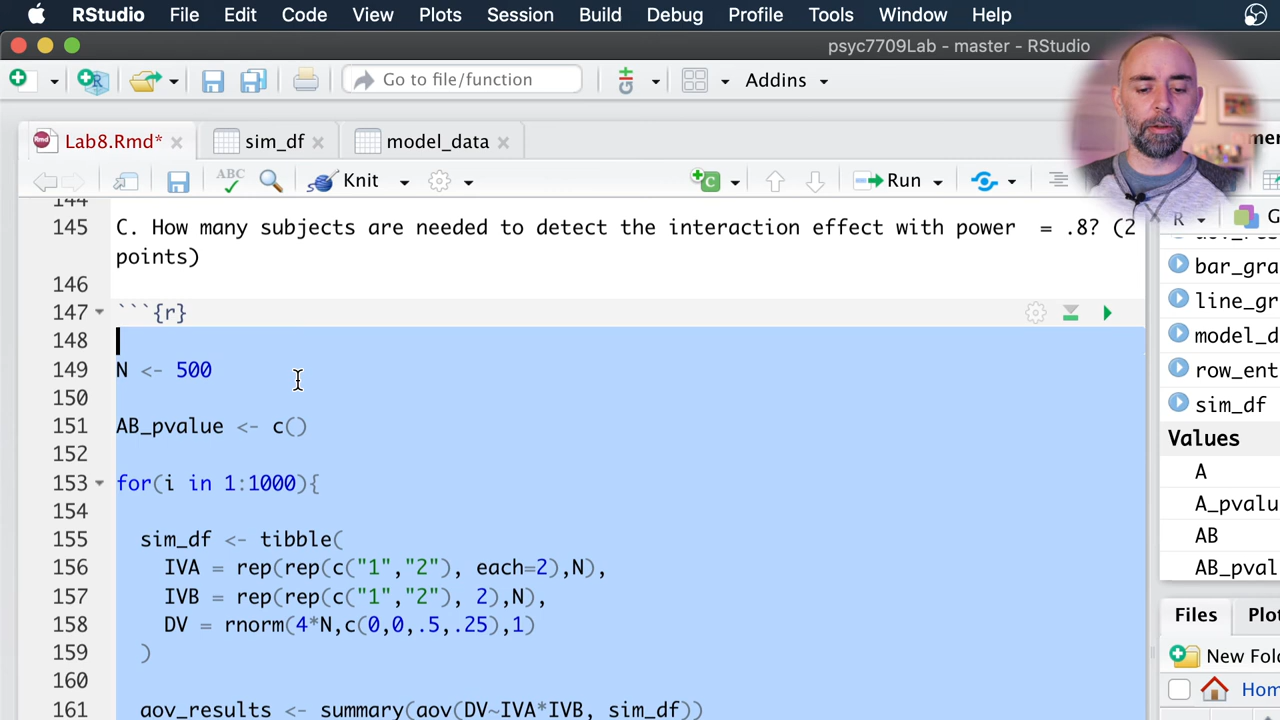 RStudio File Edit Code View Plots Session Build Debug Profile Tools Window Help
psyc7709Lab - master - RStudio
Go to file/function Addins
Lab8.Rmd* sim_df model_data
ABC Knit Run
144
145 C. How many subjects are needed to detect the interaction effect with power  = .8? (2
points)
146
147 ```{r}
148
149 N <- 500
150
151 AB_pvalue <- c()
152
153 for(i in 1:1000){
154
155 sim_df <- tibble(
156 IVA = rep(rep(c("1","2"), each=2),N),
157 IVB = rep(rep(c("1","2"), 2),N),
158 DV = rnorm(4*N,c(0,0,.5,.25),1)
159 )
160
161 aov_results <- summary(aov(DV~IVA*IVB, sim_df))
R
bar_gra
line_gr
model_d
row_ent
sim_df
Values
A
A_pvalu
AB
AB_pval
Files Plo
New Fold
Hom